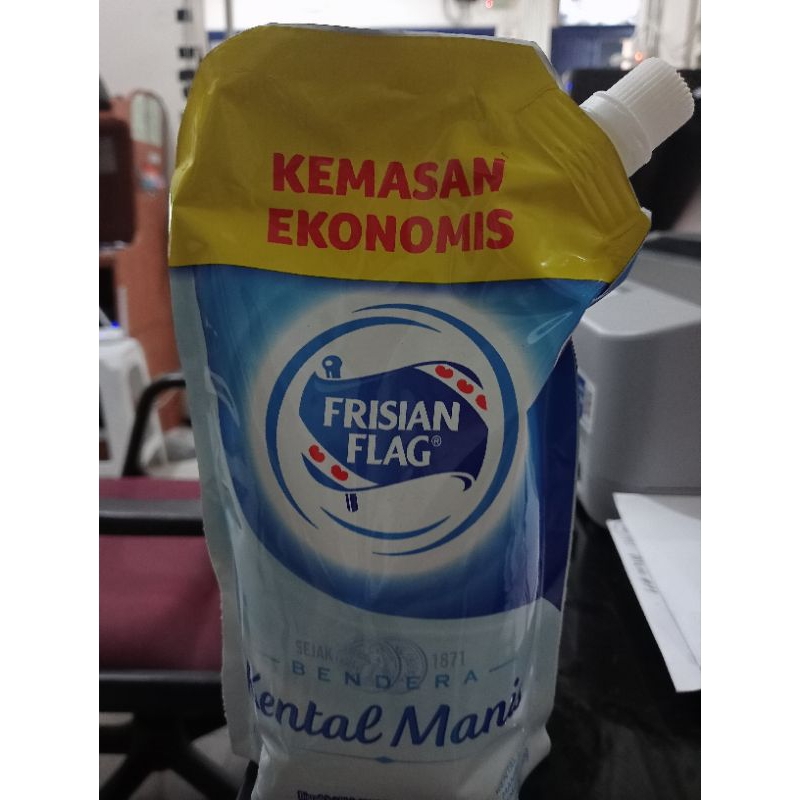 KEMASAN
EKONOMIS
FRISIAN
FLAG®
SEJAK 1871
BENDERA
Kental Manis